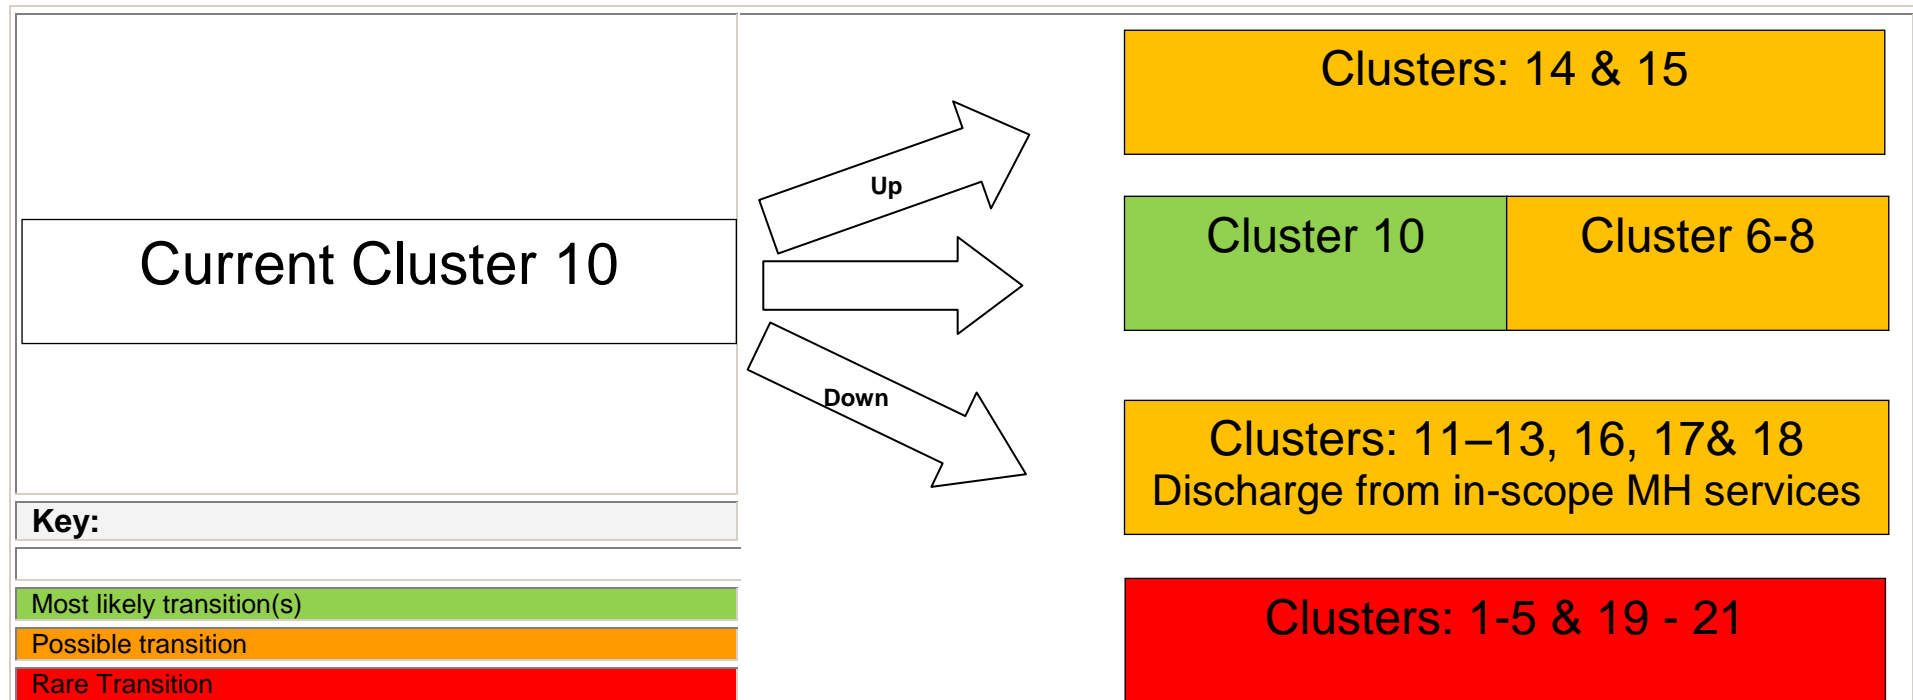 Current Cluster 10
Up
Down
Clusters: 14 & 15
Cluster 10
Cluster 6-8
Clusters: 11–13, 16, 17& 18
Discharge from in-scope MH services
Clusters: 1-5 & 19 - 21
Key:
Most likely transition(s)
Possible transition
Rare Transition